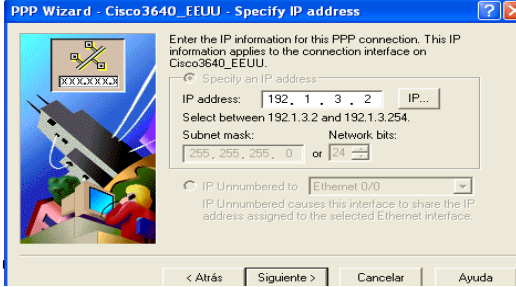 PPP Wizard - Cisco3640_EEUU - Specify IP address
XXX.XXX.X
Enter the IP information for this PPP connection. This IP
information applies to the connection interface on
Cisco3640_EEUU.
Specify an IP address
IP address: 192 . 1 . 3 . 2 IP...
Select between 192.1.3.2 and 192.1.3.254.
Subnet mask: Network bits:
255 . 255 . 255 . 0 or 24
IP Unnumbered to Ethernet 0/0
IP Unnumbered causes this interface to share the IP
address assigned to the selected Ethernet interface.
< Atrás Siguiente > Cancelar Ayuda